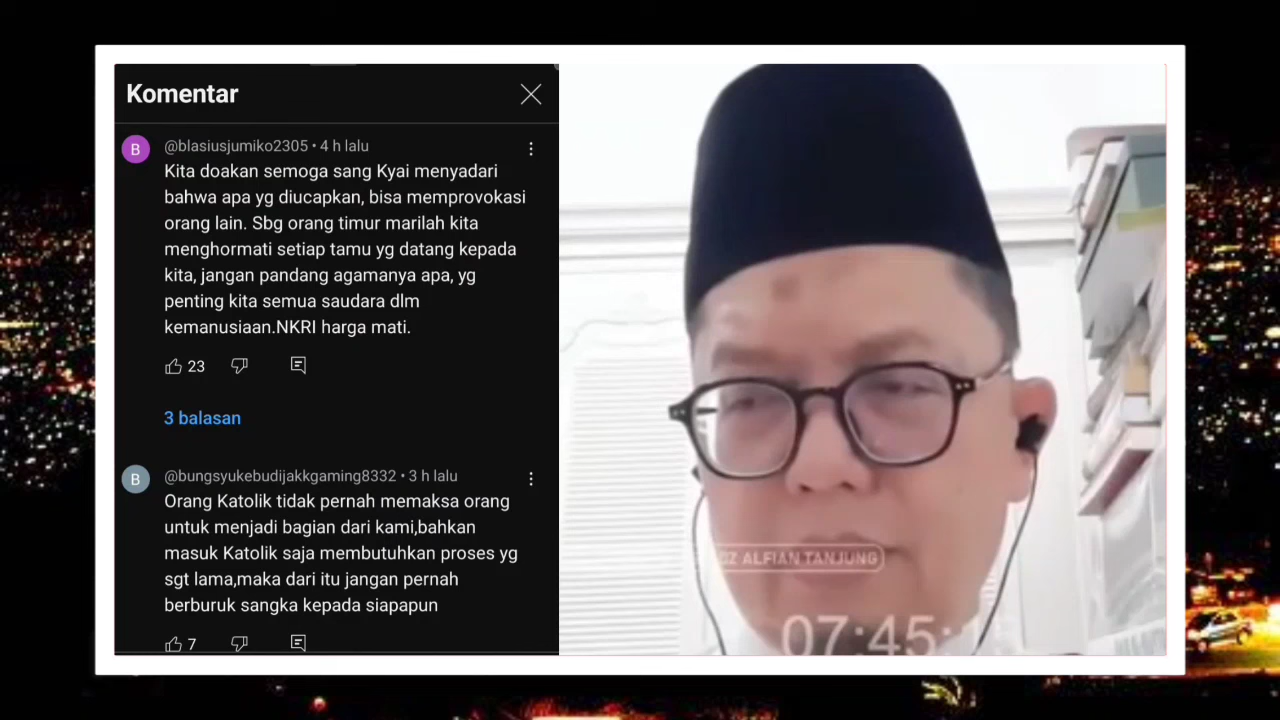 Komentar
B
@blasiusjumiko2305 • 4 h lalu
Kita doakan semoga sang Kyai menyadari
bahwa apa yg diucapkan, bisa memprovokasi
orang lain. Sbg orang timur marilah kita
menghormati setiap tamu yg datang kepada
kita, jangan pandang agamanya apa, yg
penting kita semua saudara dlm
kemanusiaan.NKRI harga mati.
23
3 balasan
B
@bungsyukebudijakkgaming8332 • 3 h lalu
Orang Katolik tidak pernah memaksa orang
untuk menjadi bagian dari kami,bahkan
masuk Katolik saja membutuhkan proses yg
sgt lama,maka dari itu jangan pernah
berburuk sangka kepada siapapun
7
ALFIAN TANJUNG
07:45: